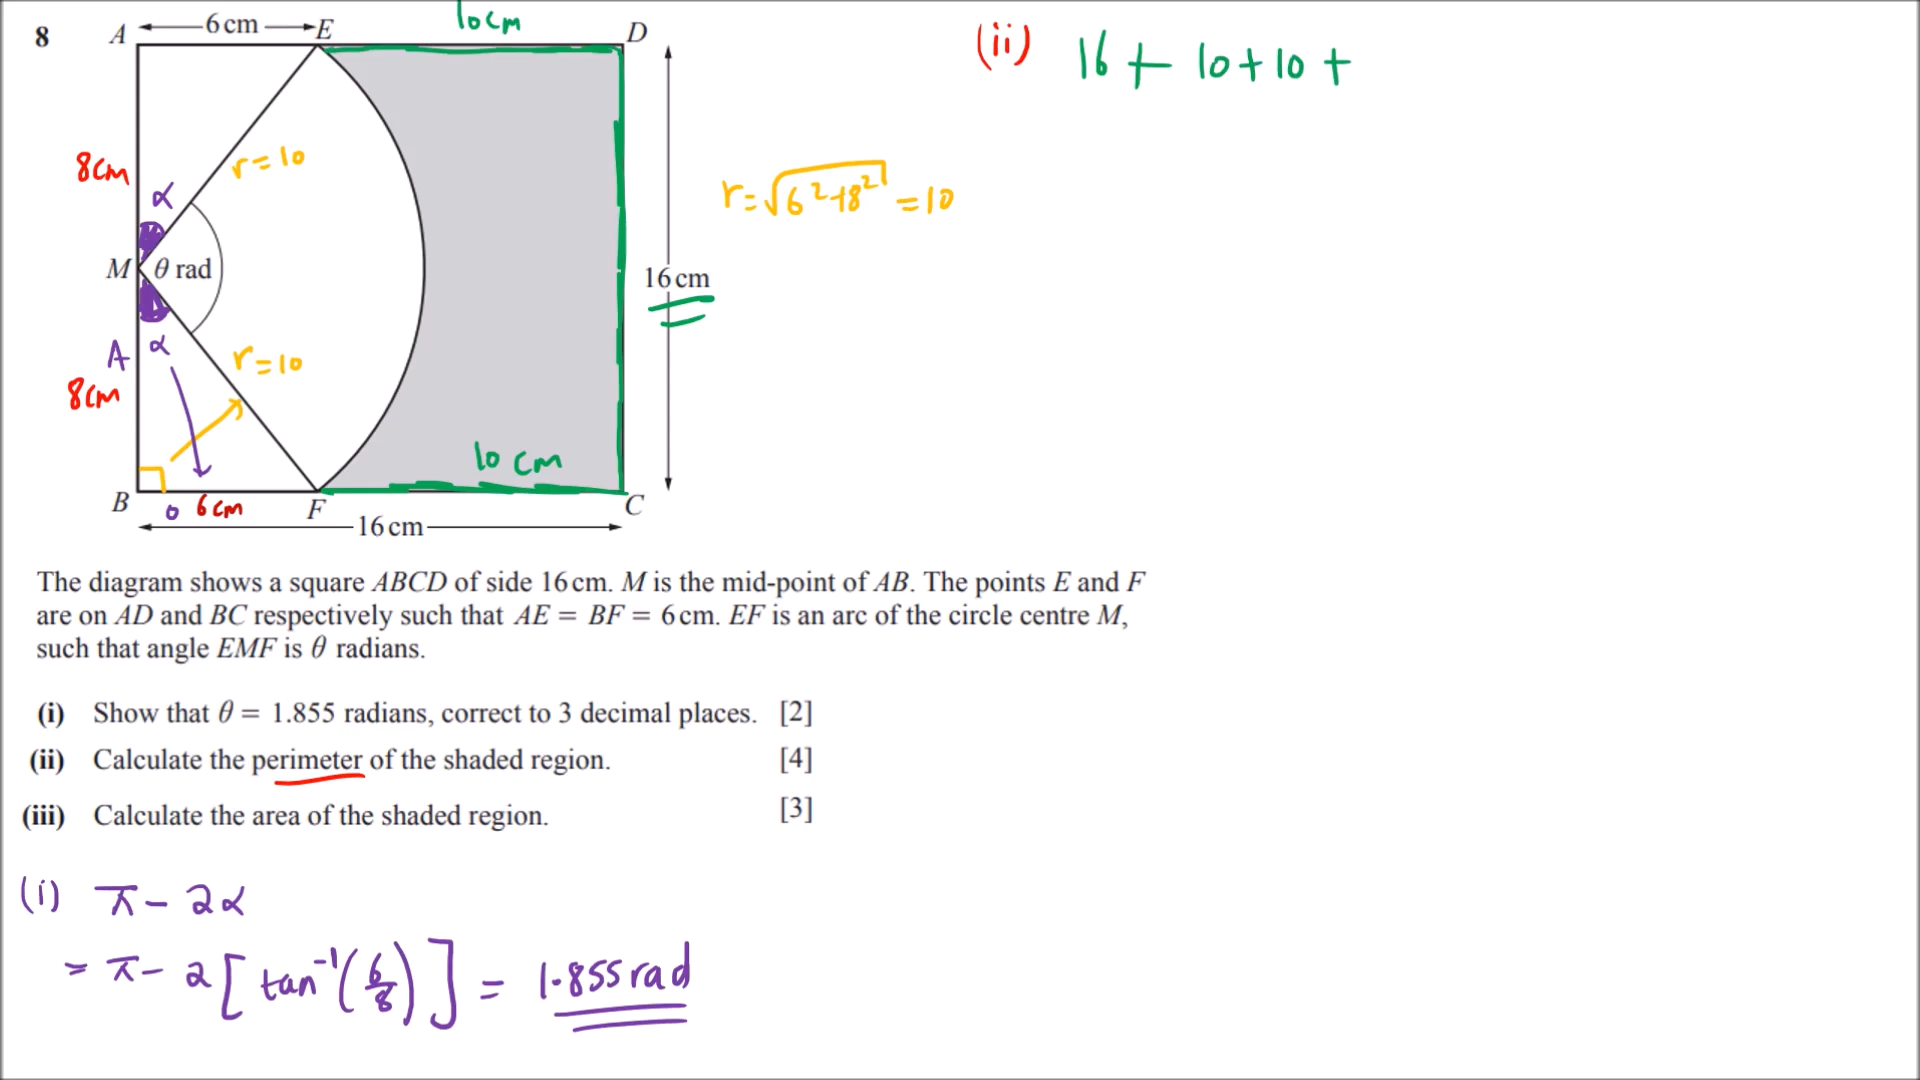 8
A 6 cm E 10 cm D
(ii) 16 + 10 + 10 +
8cm
α
r = 10
r = √6²+8² = 10
M θ rad
16 cm
A α
r = 10
8cm
10 cm
B o 6cm F C
16 cm
The diagram shows a square ABCD of side 16 cm. M is the mid-point of AB. The points E and F
are on AD and BC respectively such that AE = BF = 6 cm. EF is an arc of the circle centre M,
such that angle EMF is θ radians.
(i) Show that θ = 1.855 radians, correct to 3 decimal places. [2]
(ii) Calculate the perimeter of the shaded region. [4]
(iii) Calculate the area of the shaded region. [3]
(i) π - 2α
= π - 2 [ tan⁻¹(6/8) ] = 1.855 rad